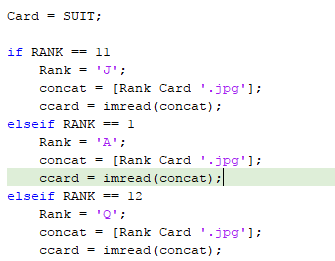 Card = SUIT;
if RANK == 11
Rank = 'J';
concat = [Rank Card '.jpg'];
ccard = imread(concat);
elseif RANK == 1
Rank = 'A';
concat = [Rank Card '.jpg'];
ccard = imread(concat);
elseif RANK == 12
Rank = 'Q';
concat = [Rank Card '.jpg'];
ccard = imread(concat);